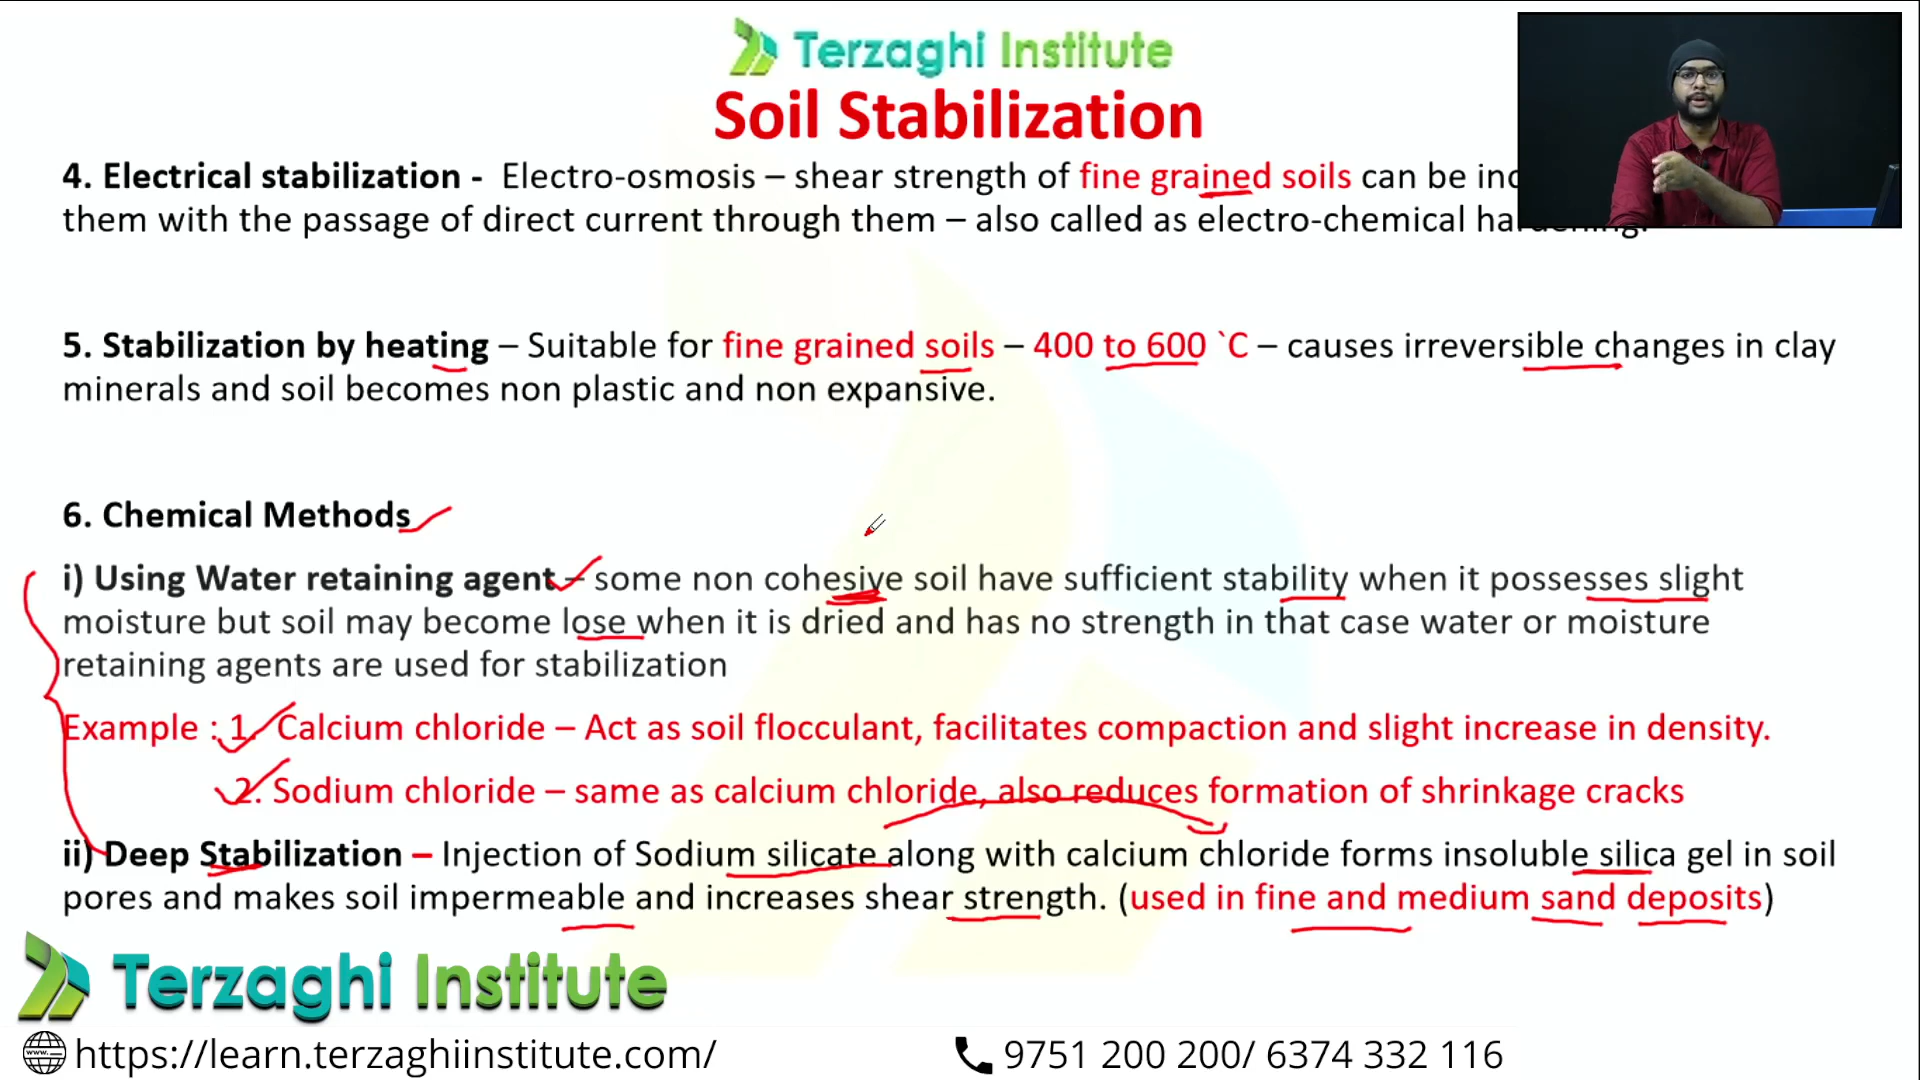 Terzaghi Institute
Soil Stabilization
4. Electrical stabilization - Electro-osmosis – shear strength of fine grained soils can be
them with the passage of direct current through them – also called as electro-chemical hardening.
5. Stabilization by heating – Suitable for fine grained soils – 400 to 600 `C – causes irreversible changes in clay
minerals and soil becomes non plastic and non expansive.
6. Chemical Methods
i) Using Water retaining agent – some non cohesive soil have sufficient stability when it possesses slight
moisture but soil may become lose when it is dried and has no strength in that case water or moisture
retaining agents are used for stabilization
Example : 1. Calcium chloride – Act as soil flocculant, facilitates compaction and slight increase in density.
2. Sodium chloride – same as calcium chloride, also reduces formation of shrinkage cracks
ii) Deep Stabilization – Injection of Sodium silicate along with calcium chloride forms insoluble silica gel in soil
pores and makes soil impermeable and increases shear strength. (used in fine and medium sand deposits)
Terzaghi Institute
www... https://learn.terzaghiinstitute.com/ 9751 200 200/ 6374 332 116